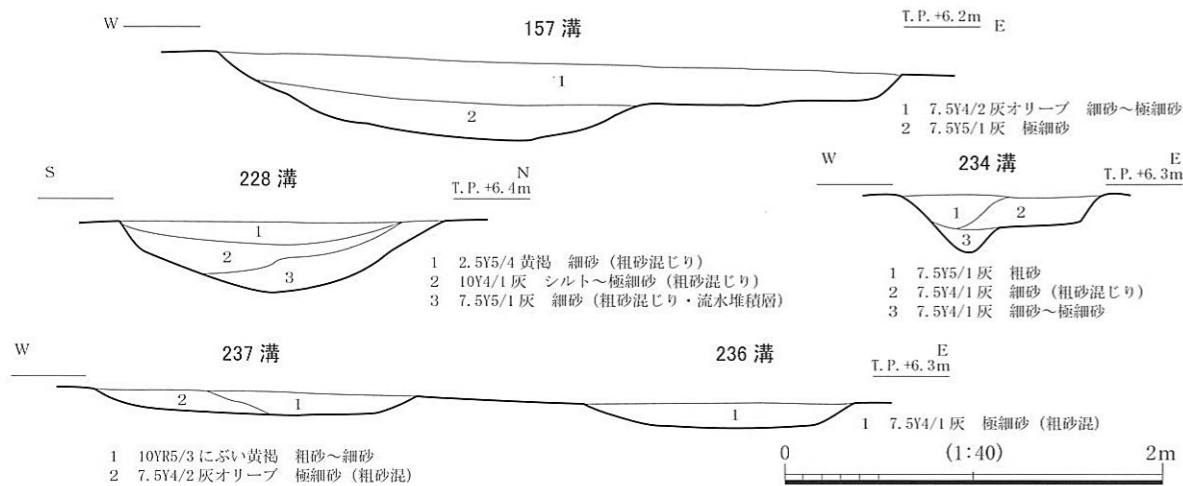 W
157 溝
T.P. +6.2m
E
1
2
1 7.5Y4/2 灰オリーブ 細砂～極細砂
2 7.5Y5/1 灰 極細砂
S
228 溝
N
T.P. +6.4m
1
2
3
1 2.5Y5/4 黄褐 細砂（粗砂混じり）
2 10Y4/1 灰 シルト～極細砂（粗砂混じり）
3 7.5Y5/1 灰 細砂（粗砂混じり・流水堆積層）
W
234 溝
E
T.P. +6.3m
1
2
3
1 7.5Y5/1 灰 粗砂
2 7.5Y4/1 灰 細砂（粗砂混じり）
3 7.5Y4/1 灰 細砂～極細砂
W
237 溝
2
1
1 10YR5/3 にぶい黄褐 粗砂～細砂
2 7.5Y4/2 灰オリーブ 極細砂（粗砂混）
236 溝
E
T.P. +6.3m
1
1 7.5Y4/1 灰 極細砂（粗砂混）
0 (1:40) 2m